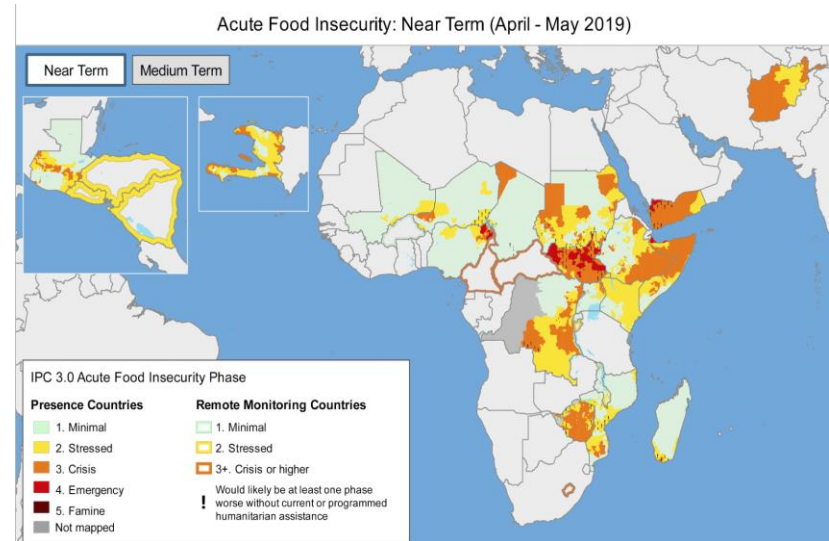 Acute Food Insecurity: Near Term (April - May 2019)
Near Term
Medium Term
IPC 3.0 Acute Food Insecurity Phase
Presence Countries
1. Minimal
2. Stressed
3. Crisis
4. Emergency
5. Famine
Not mapped
Remote Monitoring Countries
1. Minimal
2. Stressed
3+. Crisis or higher
! Would likely be at least one phase
worse without current or programmed
humanitarian assistance